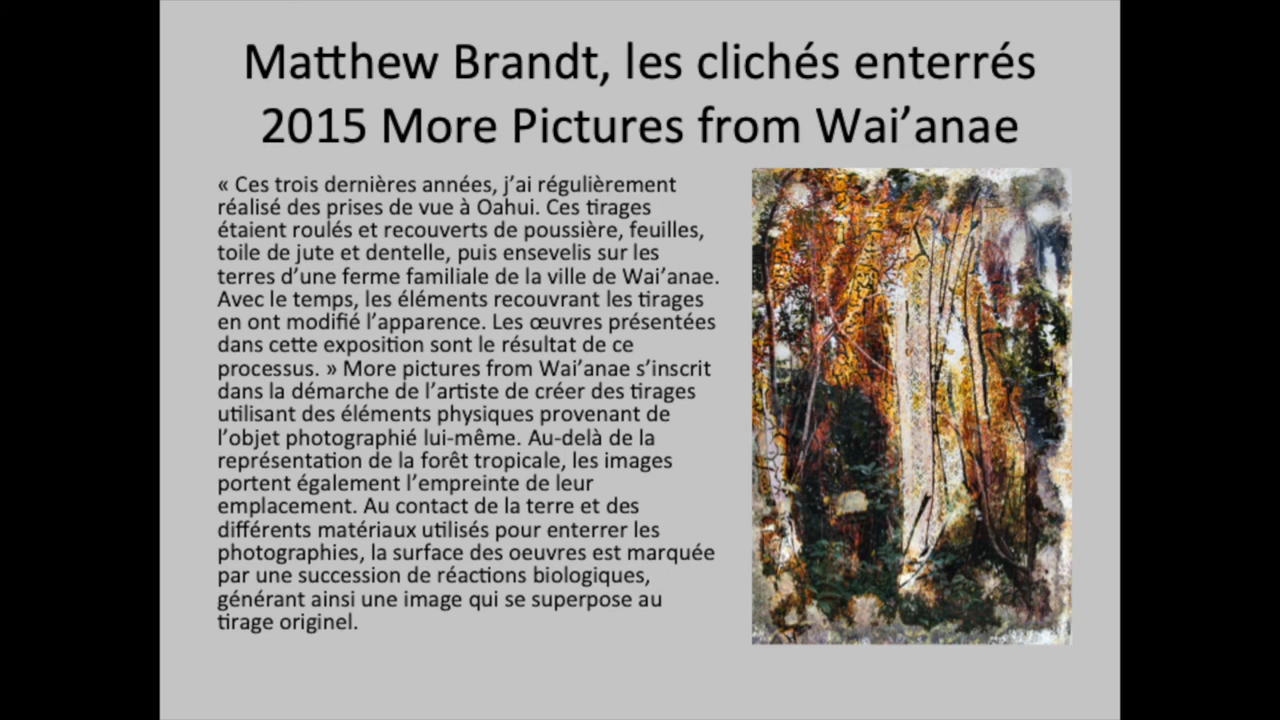 Matthew Brandt, les clichés enterrés
2015 More Pictures from Wai’anae
« Ces trois dernières années, j’ai régulièrement
réalisé des prises de vue à Oahui. Ces tirages
étaient roulés et recouverts de poussière, feuilles,
toile de jute et dentelle, puis ensevelis sur les
terres d’une ferme familiale de la ville de Wai’anae.
Avec le temps, les éléments recouvrant les tirages
en ont modifié l’apparence. Les œuvres présentées
dans cette exposition sont le résultat de ce
processus. » More pictures from Wai’anae s’inscrit
dans la démarche de l’artiste de créer des tirages
utilisant des éléments physiques provenant de
l’objet photographié lui-même. Au-delà de la
représentation de la forêt tropicale, les images
portent également l’empreinte de leur
emplacement. Au contact de la terre et des
différents matériaux utilisés pour enterrer les
photographies, la surface des oeuvres est marquée
par une succession de réactions biologiques,
générant ainsi une image qui se superpose au
tirage originel.